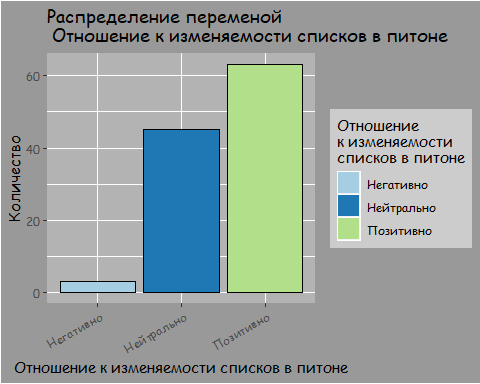 Распределение переменой
Отношение к изменяемости списков в питоне
Количество
60
40
20
0
Негативно
Нейтрально
Позитивно
Отношение к изменяемости списков в питоне
Отношение
к изменяемости
списков в питоне
Негативно
Нейтрально
Позитивно